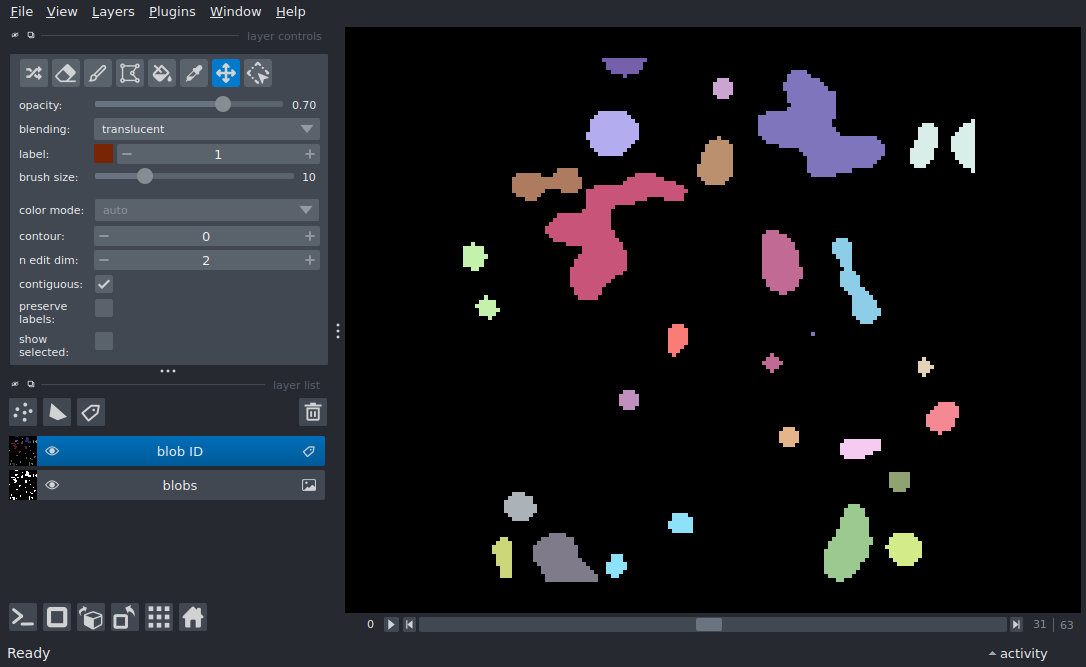 File View Layers Plugins Window Help
layer controls
opacity: 0.70
blending: translucent
label: 1
brush size: 10
color mode: auto
contour: 0
n edit dim: 2
contiguous:
preserve
labels:
show
selected:
layer list
blob ID
blobs
0 31 63
Ready activity